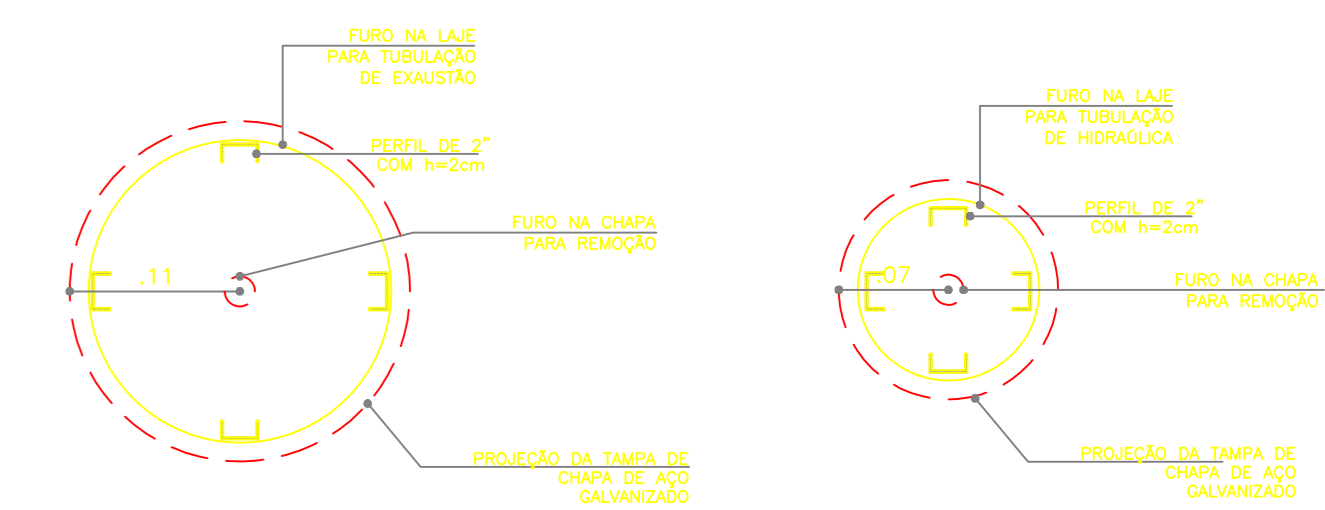 FURO NA LAJE
PARA TUBULAÇÃO
DE EXAUSTÃO
PERFIL DE 2"
COM h=2cm
FURO NA CHAPA
PARA REMOÇÃO
.11
PROJEÇÃO DA TAMPA DE
CHAPA DE AÇO
GALVANIZADO
FURO NA LAJE
PARA TUBULAÇÃO
DE HIDRAÚLICA
PERFIL DE 2"
COM h=2cm
.07
FURO NA CHAPA
PARA REMOÇÃO
PROJEÇÃO DA TAMPA DE
CHAPA DE AÇO
GALVANIZADO